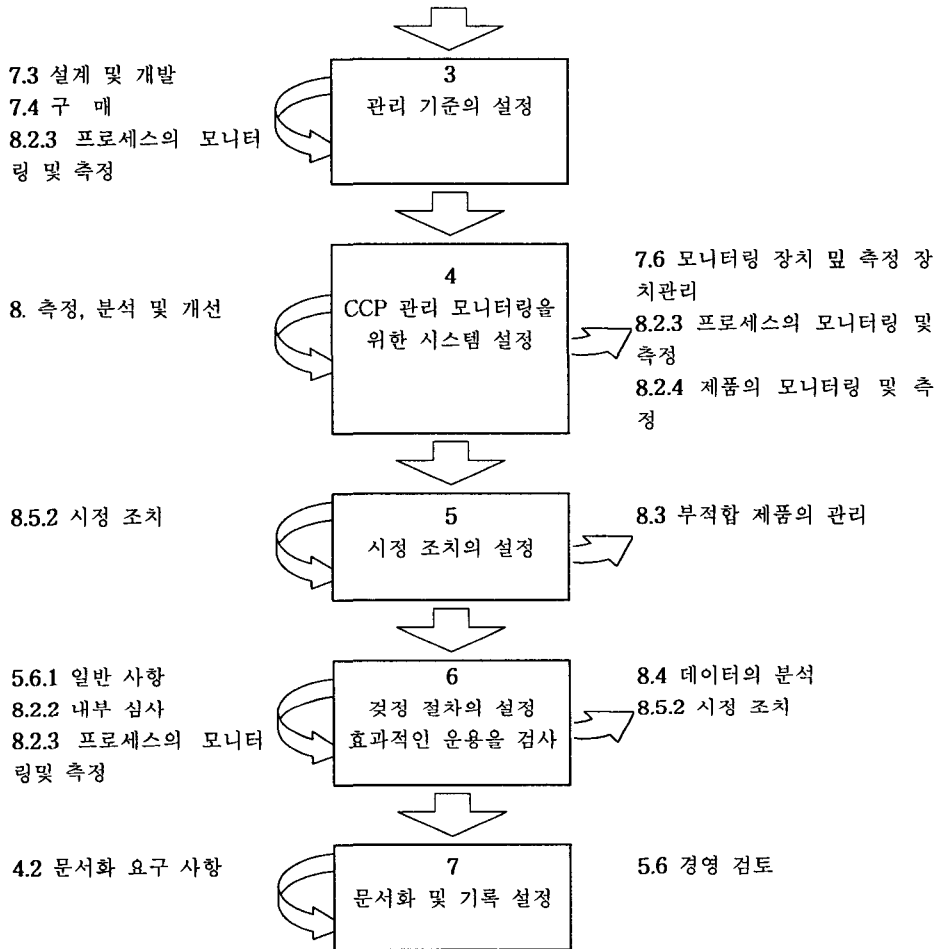 7.3 설계 및 개발
7.4 구 매
8.2.3 프로세스의 모니터
링 및 측정
3
관리 기준의 설정
8. 측정, 분석 및 개선
4
CCP 관리 모니터링을
위한 시스템 설정
7.6 모니터링 장치 밒 측정 장
치관리
8.2.3 프로세스의 모니터링 및
측정
8.2.4 제품의 모니터링 및 측
정
8.5.2 시정 조치
5
시정 조치의 설정
8.3 부적합 제품의 관리
5.6.1 일반 사항
8.2.2 내부 심사
8.2.3 프로세스의 모니터
링및 측정
6
겆정 절차의 설정
효과적인 운용을 검사
8.4 데이터의 분석
8.5.2 시정 조치
4.2 문서화 요구 사항
7
문서화 및 기록 설정
5.6 경영 검토